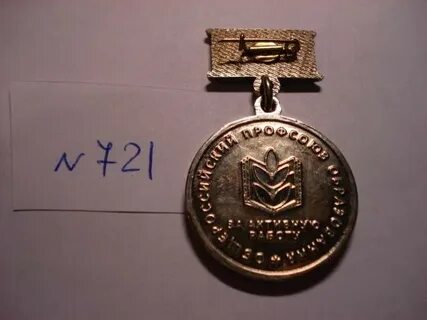 N 721
ОБЩЕРОССИЙСКИЙ ПРОФСОЮЗ ОБРАЗОВАНИЯ
ЗА АКТИВНУЮ
РАБОТУ